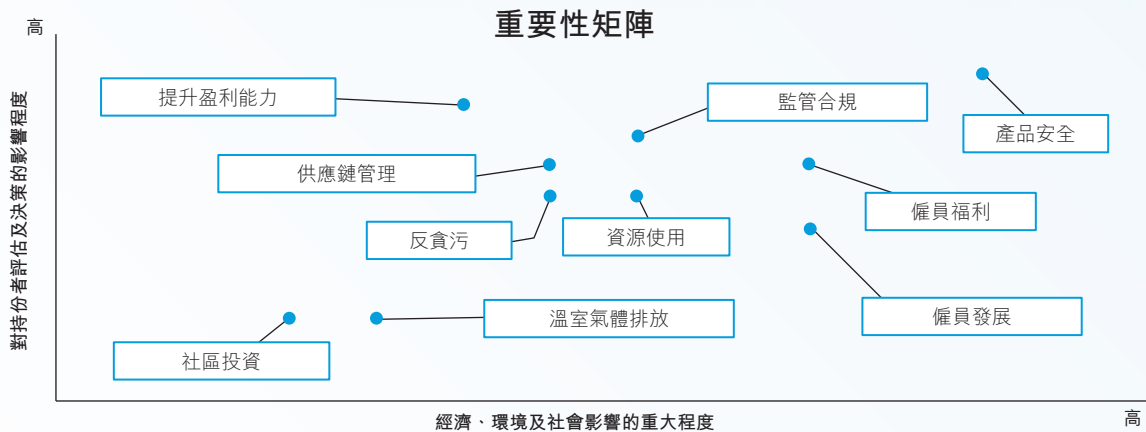 重要性矩陣
高
對持份者評估及決策的影響程度
提升盈利能力
監管合規
產品安全
供應鏈管理
僱員福利
反貪污
資源使用
僱員發展
溫室氣體排放
社區投資
經濟、環境及社會影響的重大程度
高